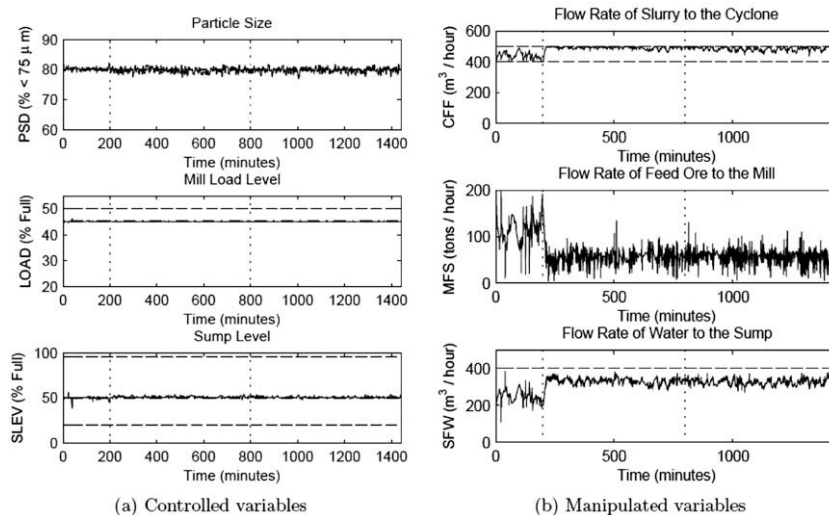 Particle Size
PSD (% < 75 μ m)
90
80
70
60
0 200 400 600 800 1000 1200 1400
Time (minutes)
Mill Load Level
LOAD (% Full)
50
40
30
20
0 200 400 600 800 1000 1200 1400
Time (minutes)
Sump Level
SLEV (% Full)
100
50
0
0 200 400 600 800 1000 1200 1400
Time (minutes)
(a) Controlled variables
Flow Rate of Slurry to the Cyclone
CFF (m³ / hour)
600
400
200
0
500 1000
Time (minutes)
Flow Rate of Feed Ore to the Mill
MFS (tons / hour)
200
100
0
500 1000
Time (minutes)
Flow Rate of Water to the Sump
SFW (m³ / hour)
400
200
0
500 1000
Time (minutes)
(b) Manipulated variables